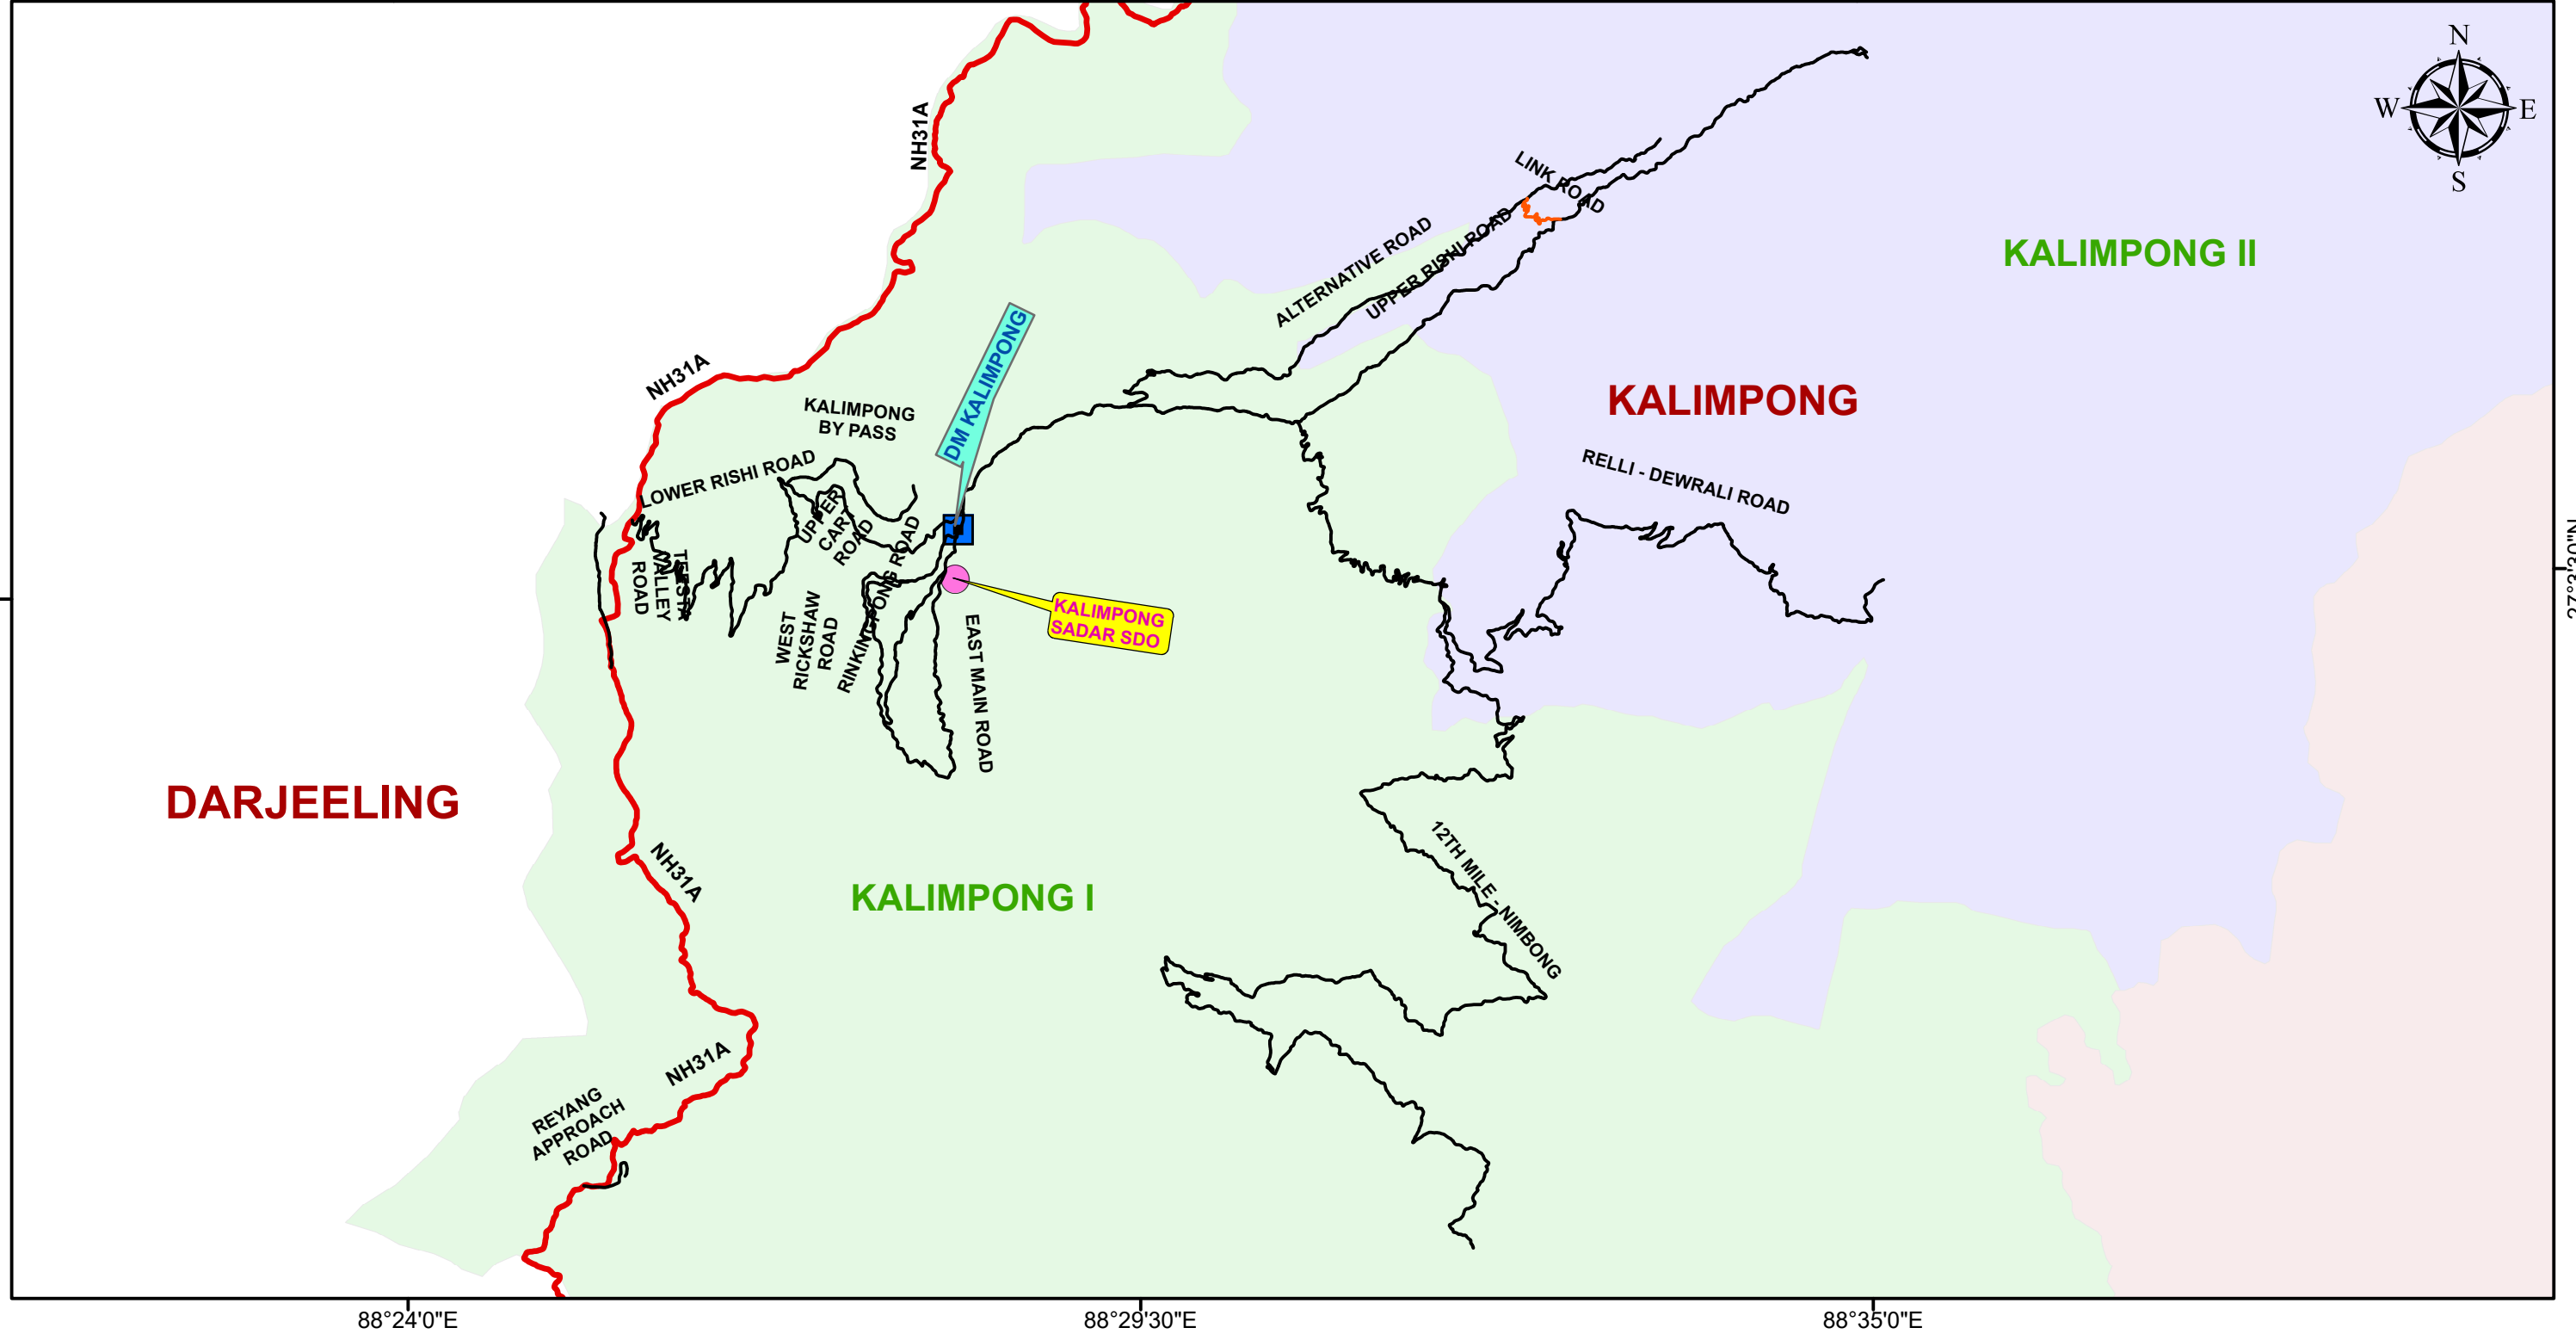 N
W
E
S
NH31A
LINK ROAD
ALTERNATIVE ROAD
UPPER RISHI ROAD
KALIMPONG II
DM KALIMPONG
NH31A
KALIMPONG
BY PASS
KALIMPONG
LOWER RISHI ROAD
RELLI - DEWRALI ROAD
UPPER
CART
ROAD
TEESTA
VALLEY
ROAD
RINKINGPONG ROAD
WEST
RICKSHAW
ROAD
KALIMPONG
SADAR SDO
EAST MAIN ROAD
DARJEELING
NH31A
KALIMPONG I
12TH MILE - NIMBONG
NH31A
REYANG
APPROACH
ROAD
88°24'0"E
88°29'30"E
88°35'0"E